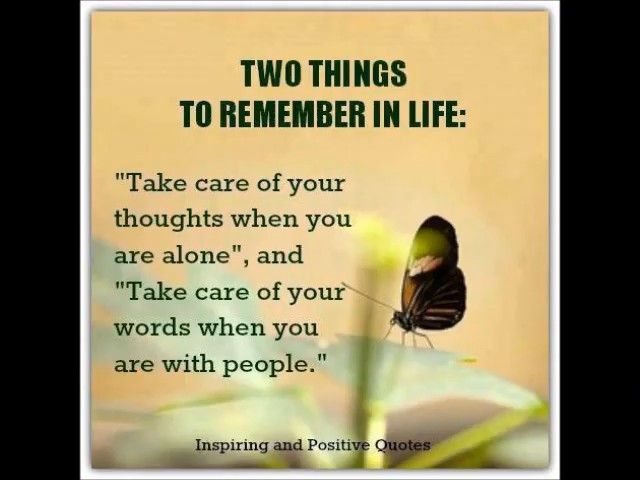 TWO THINGS
TO REMEMBER IN LIFE:
"Take care of your
thoughts when you
are alone", and
"Take care of your
words when you
are with people."
Inspiring and Positive Quotes